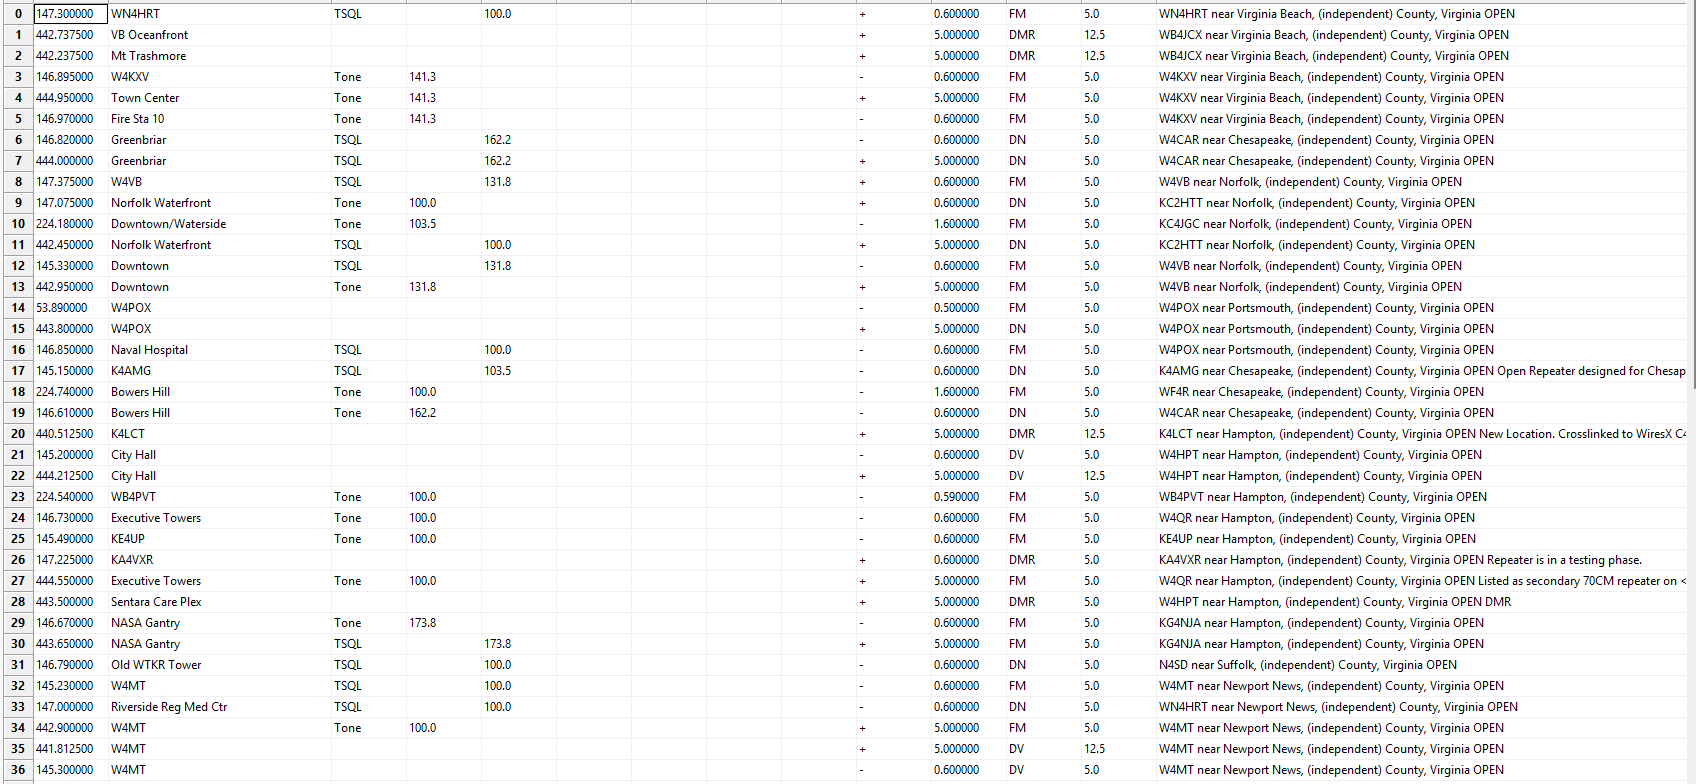 0 147.300000 WN4HRT TSQL 100.0 + 0.600000 FM 5.0 WN4HRT near Virginia Beach, (independent) County, Virginia OPEN
1 442.737500 VB Oceanfront + 5.000000 DMR 12.5 WB4JCX near Virginia Beach, (independent) County, Virginia OPEN
2 442.237500 Mt Trashmore + 5.000000 DMR 12.5 WB4JCX near Virginia Beach, (independent) County, Virginia OPEN
3 146.895000 W4KXV Tone 141.3 - 0.600000 FM 5.0 W4KXV near Virginia Beach, (independent) County, Virginia OPEN
4 444.950000 Town Center Tone 141.3 + 5.000000 FM 5.0 W4KXV near Virginia Beach, (independent) County, Virginia OPEN
5 146.970000 Fire Sta 10 Tone 141.3 - 0.600000 FM 5.0 W4KXV near Virginia Beach, (independent) County, Virginia OPEN
6 146.820000 Greenbriar TSQL 162.2 - 0.600000 DN 5.0 W4CAR near Chesapeake, (independent) County, Virginia OPEN
7 444.000000 Greenbriar TSQL 162.2 + 5.000000 DN 5.0 W4CAR near Chesapeake, (independent) County, Virginia OPEN
8 147.375000 W4VB TSQL 131.8 + 0.600000 FM 5.0 W4VB near Norfolk, (independent) County, Virginia OPEN
9 147.075000 Norfolk Waterfront Tone 100.0 + 0.600000 DN 5.0 KC2HTT near Norfolk, (independent) County, Virginia OPEN
10 224.180000 Downtown/Waterside Tone 103.5 - 1.600000 FM 5.0 KC4JGC near Norfolk, (independent) County, Virginia OPEN
11 442.450000 Norfolk Waterfront TSQL 100.0 + 5.000000 DN 5.0 KC2HTT near Norfolk, (independent) County, Virginia OPEN
12 145.330000 Downtown TSQL 131.8 - 0.600000 FM 5.0 W4VB near Norfolk, (independent) County, Virginia OPEN
13 442.950000 Downtown Tone 131.8 + 5.000000 FM 5.0 W4VB near Norfolk, (independent) County, Virginia OPEN
14 53.890000 W4POX - 0.500000 FM 5.0 W4POX near Portsmouth, (independent) County, Virginia OPEN
15 443.800000 W4POX + 5.000000 DN 5.0 W4POX near Portsmouth, (independent) County, Virginia OPEN
16 146.850000 Naval Hospital TSQL 100.0 - 0.600000 FM 5.0 W4POX near Portsmouth, (independent) County, Virginia OPEN
17 145.150000 K4AMG TSQL 103.5 - 0.600000 DN 5.0 K4AMG near Chesapeake, (independent) County, Virginia OPEN Open Repeater designed for Chesap
18 224.740000 Bowers Hill Tone 100.0 - 1.600000 FM 5.0 WF4R near Chesapeake, (independent) County, Virginia OPEN
19 146.610000 Bowers Hill Tone 162.2 - 0.600000 DN 5.0 W4CAR near Chesapeake, (independent) County, Virginia OPEN
20 440.512500 K4LCT + 5.000000 DMR 12.5 K4LCT near Hampton, (independent) County, Virginia OPEN New Location. Crosslinked to WiresX C4
21 145.200000 City Hall - 0.600000 DV 5.0 W4HPT near Hampton, (independent) County, Virginia OPEN
22 444.212500 City Hall + 5.000000 DV 12.5 W4HPT near Hampton, (independent) County, Virginia OPEN
23 224.540000 WB4PVT Tone 100.0 - 0.590000 FM 5.0 WB4PVT near Hampton, (independent) County, Virginia OPEN
24 146.730000 Executive Towers Tone 100.0 - 0.600000 FM 5.0 W4QR near Hampton, (independent) County, Virginia OPEN
25 145.490000 KE4UP Tone 100.0 - 0.600000 FM 5.0 KE4UP near Hampton, (independent) County, Virginia OPEN
26 147.225000 KA4VXR + 0.600000 DMR 5.0 KA4VXR near Hampton, (independent) County, Virginia OPEN Repeater is in a testing phase.
27 444.550000 Executive Towers Tone 100.0 + 5.000000 FM 5.0 W4QR near Hampton, (independent) County, Virginia OPEN Listed as secondary 70CM repeater on <
28 443.500000 Sentara Care Plex + 5.000000 DMR 5.0 W4HPT near Hampton, (independent) County, Virginia OPEN DMR
29 146.670000 NASA Gantry Tone 173.8 - 0.600000 FM 5.0 KG4NJA near Hampton, (independent) County, Virginia OPEN
30 443.650000 NASA Gantry TSQL 173.8 + 5.000000 FM 5.0 KG4NJA near Hampton, (independent) County, Virginia OPEN
31 146.790000 Old WTKR Tower TSQL 100.0 - 0.600000 DN 5.0 N4SD near Suffolk, (independent) County, Virginia OPEN
32 145.230000 W4MT TSQL 100.0 - 0.600000 FM 5.0 W4MT near Newport News, (independent) County, Virginia OPEN
33 147.000000 Riverside Reg Med Ctr TSQL 100.0 - 0.600000 DN 5.0 WN4HRT near Newport News, (independent) County, Virginia OPEN
34 442.900000 W4MT Tone 100.0 + 5.000000 FM 5.0 W4MT near Newport News, (independent) County, Virginia OPEN
35 441.812500 W4MT + 5.000000 DV 12.5 W4MT near Newport News, (independent) County, Virginia OPEN
36 145.300000 W4MT - 0.600000 DV 5.0 W4MT near Newport News, (independent) County, Virginia OPEN